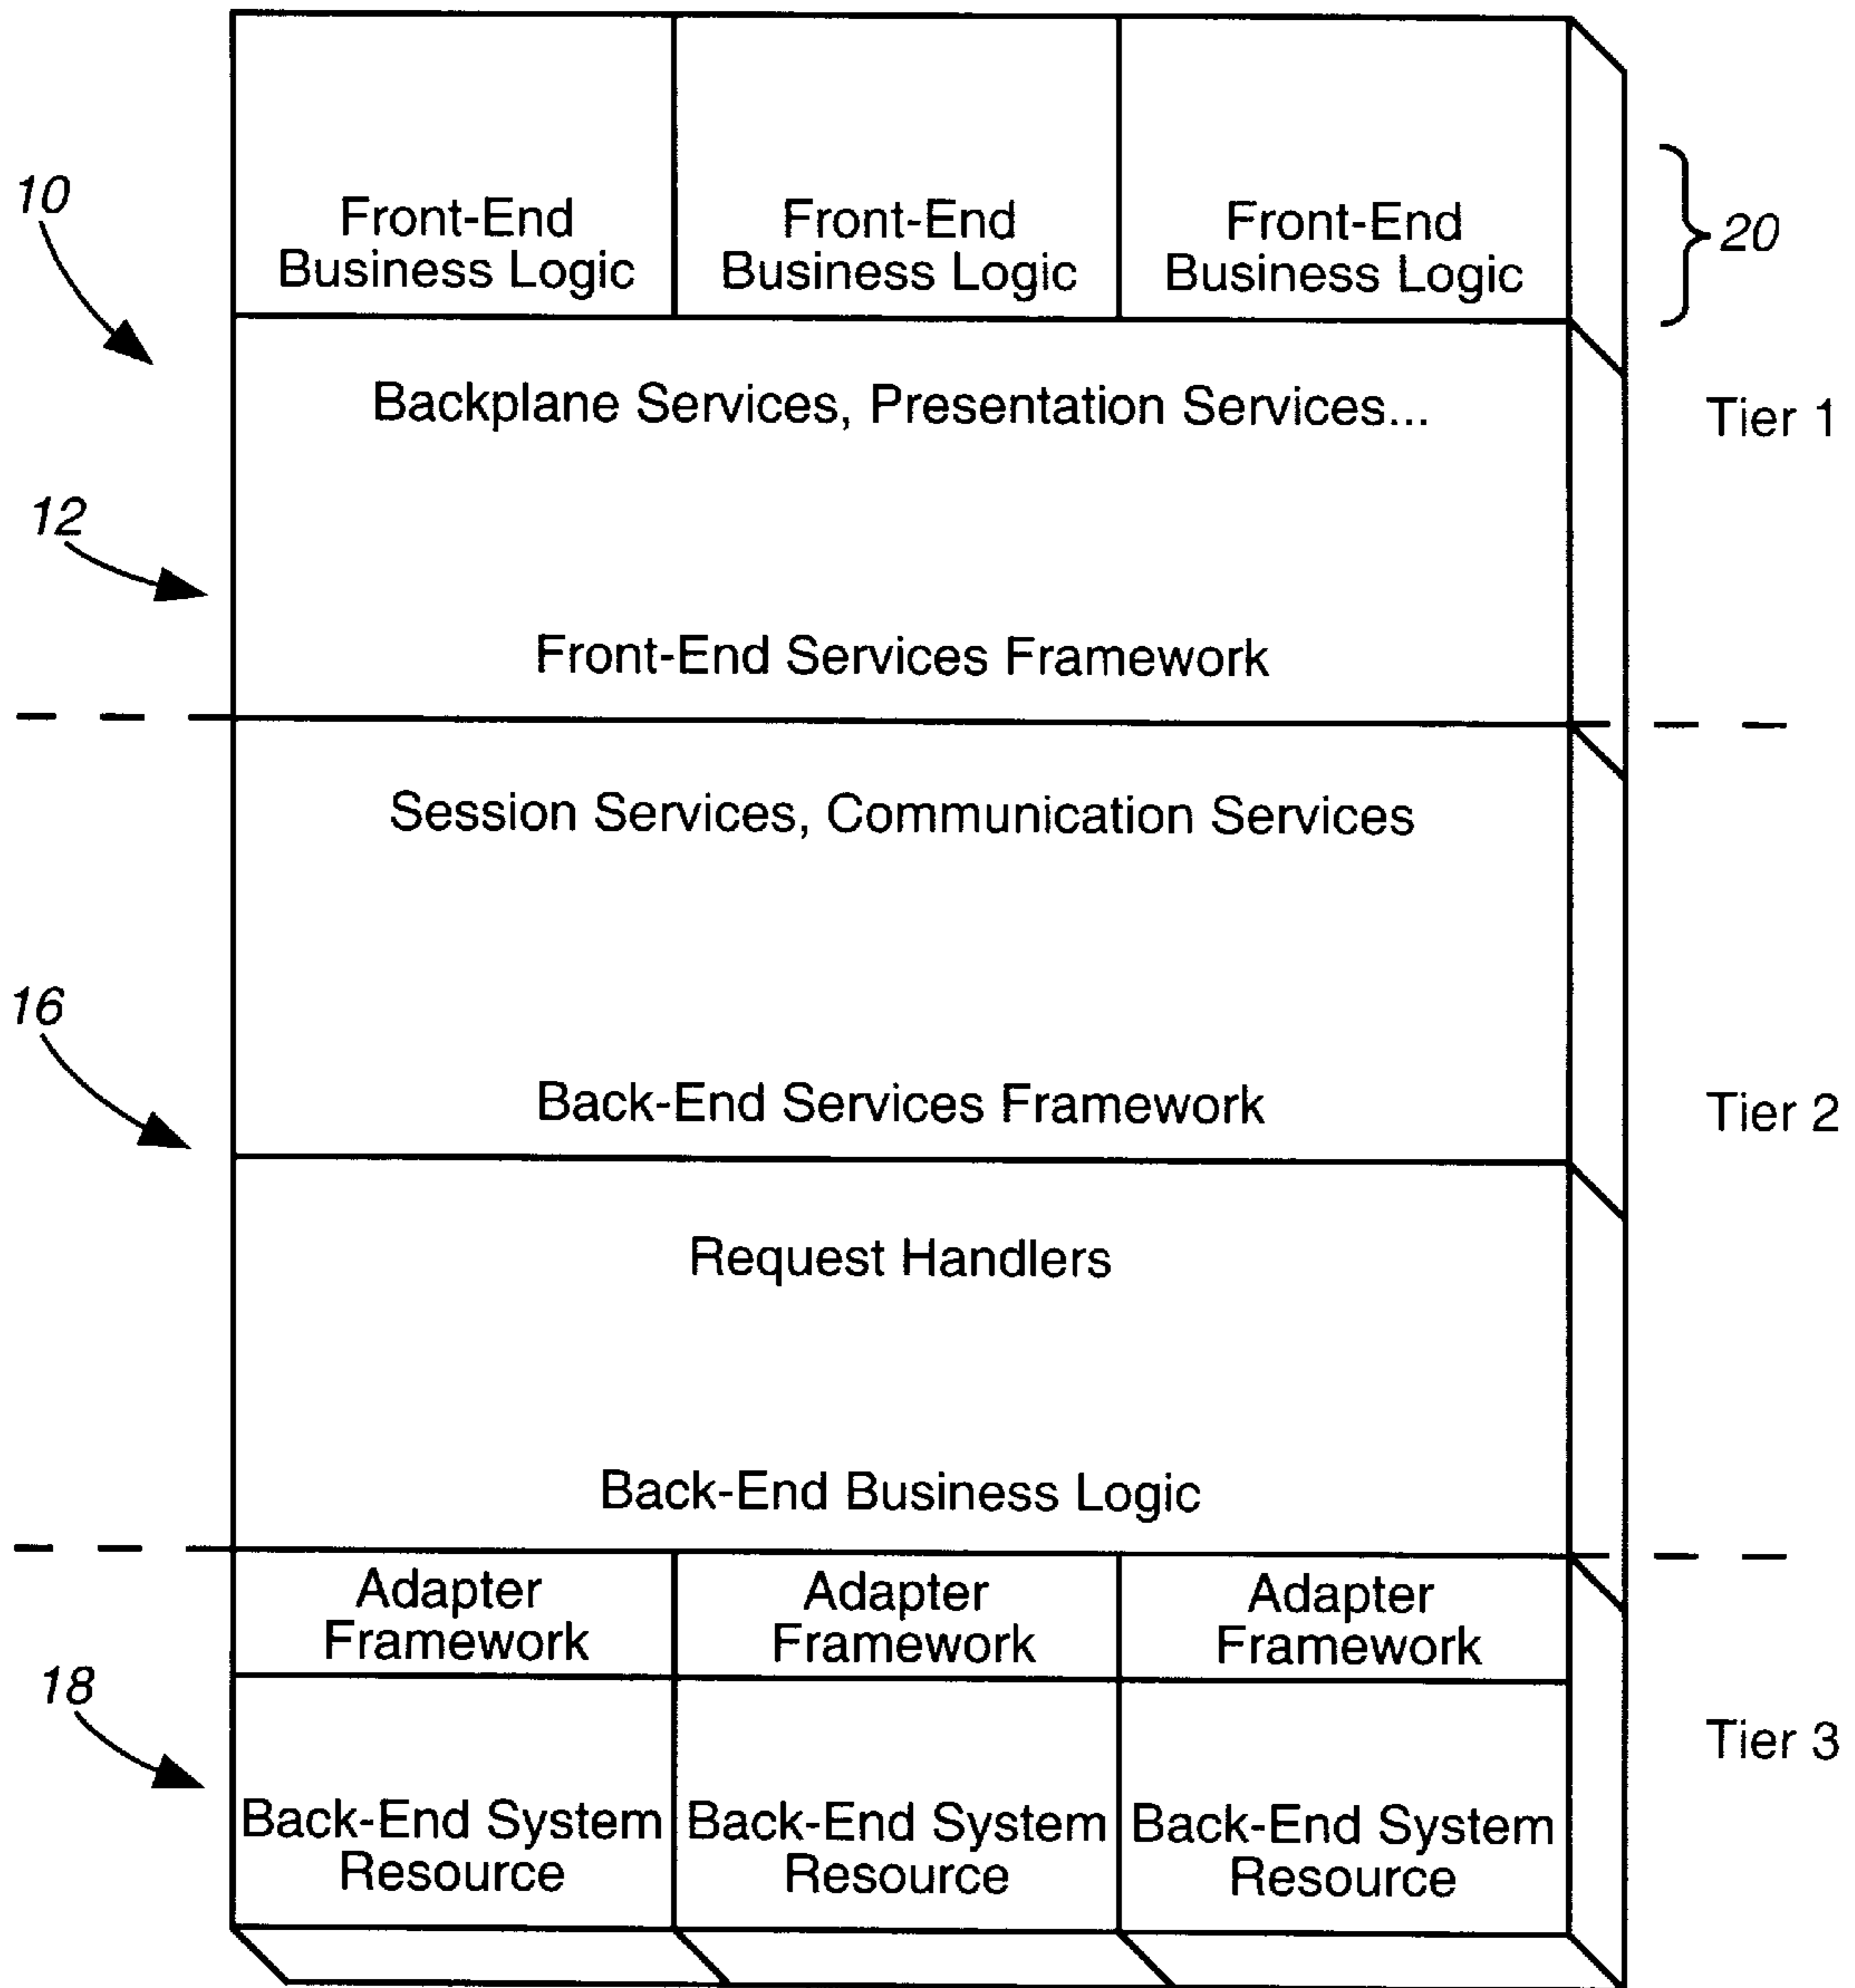 10
Front-End
Business Logic
Front-End
Business Logic
Front-End
Business Logic
20
Backplane Services, Presentation Services...
Tier 1
12
Front-End Services Framework
Session Services, Communication Services
16
Back-End Services Framework
Tier 2
Request Handlers
Back-End Business Logic
Adapter
Framework
Adapter
Framework
Adapter
Framework
18
Tier 3
Back-End System
Resource
Back-End System
Resource
Back-End System
Resource